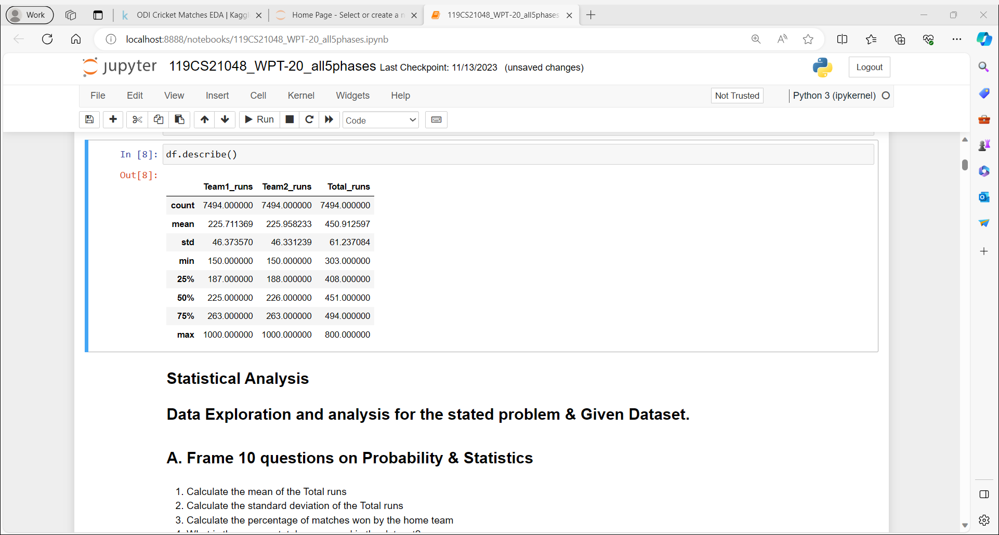 Work
ODI Cricket Matches EDA | Kaggl
Home Page - Select or create a n
119CS21048_WPT-20_all5phases
localhost:8888/notebooks/119CS21048_WPT-20_all5phases.ipynb
jupyter 119CS21048_WPT-20_all5phases Last Checkpoint: 11/13/2023 (unsaved changes)
Logout
File Edit View Insert Cell Kernel Widgets Help
Not Trusted
Python 3 (ipykernel)
Run
Code
In [8]: df.describe()
Out[8]:
Team1_runs Team2_runs Total_runs
count 7494.000000 7494.000000 7494.000000
mean 225.711369 225.958233 450.912597
std 46.373570 46.331239 61.237084
min 150.000000 150.000000 303.000000
25% 187.000000 188.000000 408.000000
50% 225.000000 226.000000 451.000000
75% 263.000000 263.000000 494.000000
max 1000.000000 1000.000000 800.000000
Statistical Analysis
Data Exploration and analysis for the stated problem & Given Dataset.
A. Frame 10 questions on Probability & Statistics
1. Calculate the mean of the Total runs
2. Calculate the standard deviation of the Total runs
3. Calculate the percentage of matches won by the home team